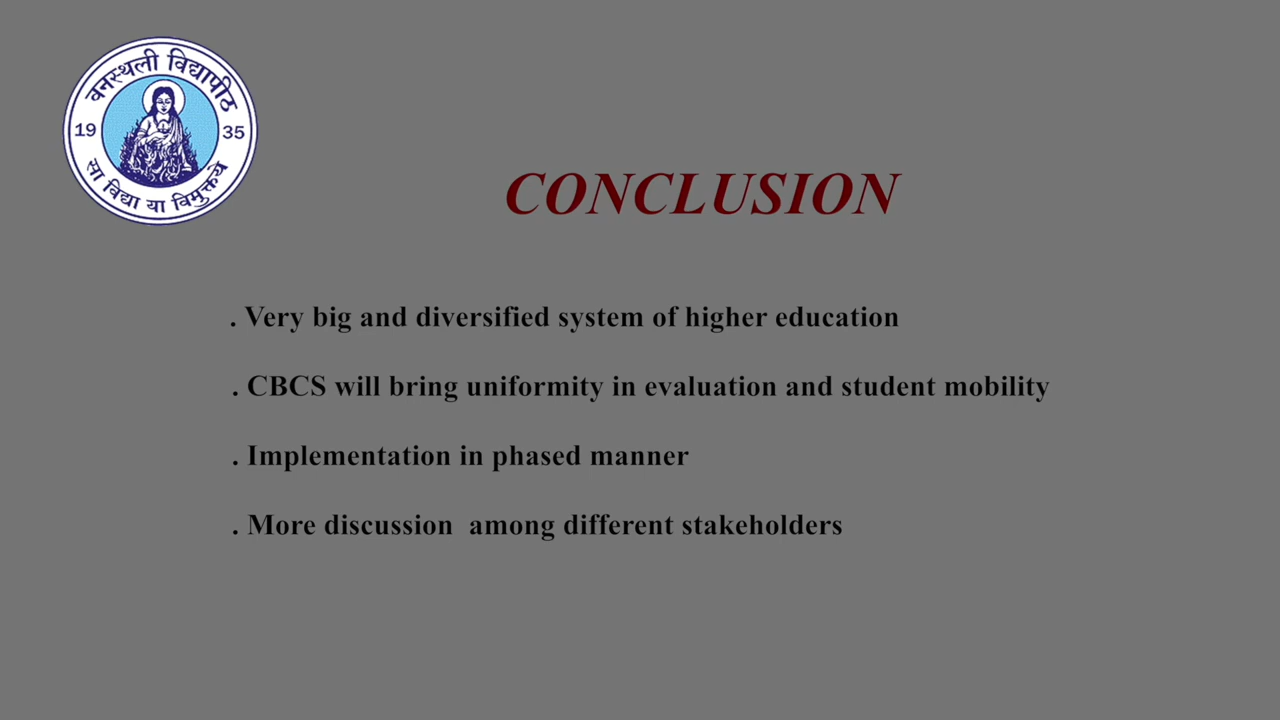 वनस्थली विद्यापीठ
19 35
सा विद्या या विमुक्तये
CONCLUSION
. Very big and diversified system of higher education
. CBCS will bring uniformity in evaluation and student mobility
. Implementation in phased manner
. More discussion  among different stakeholders